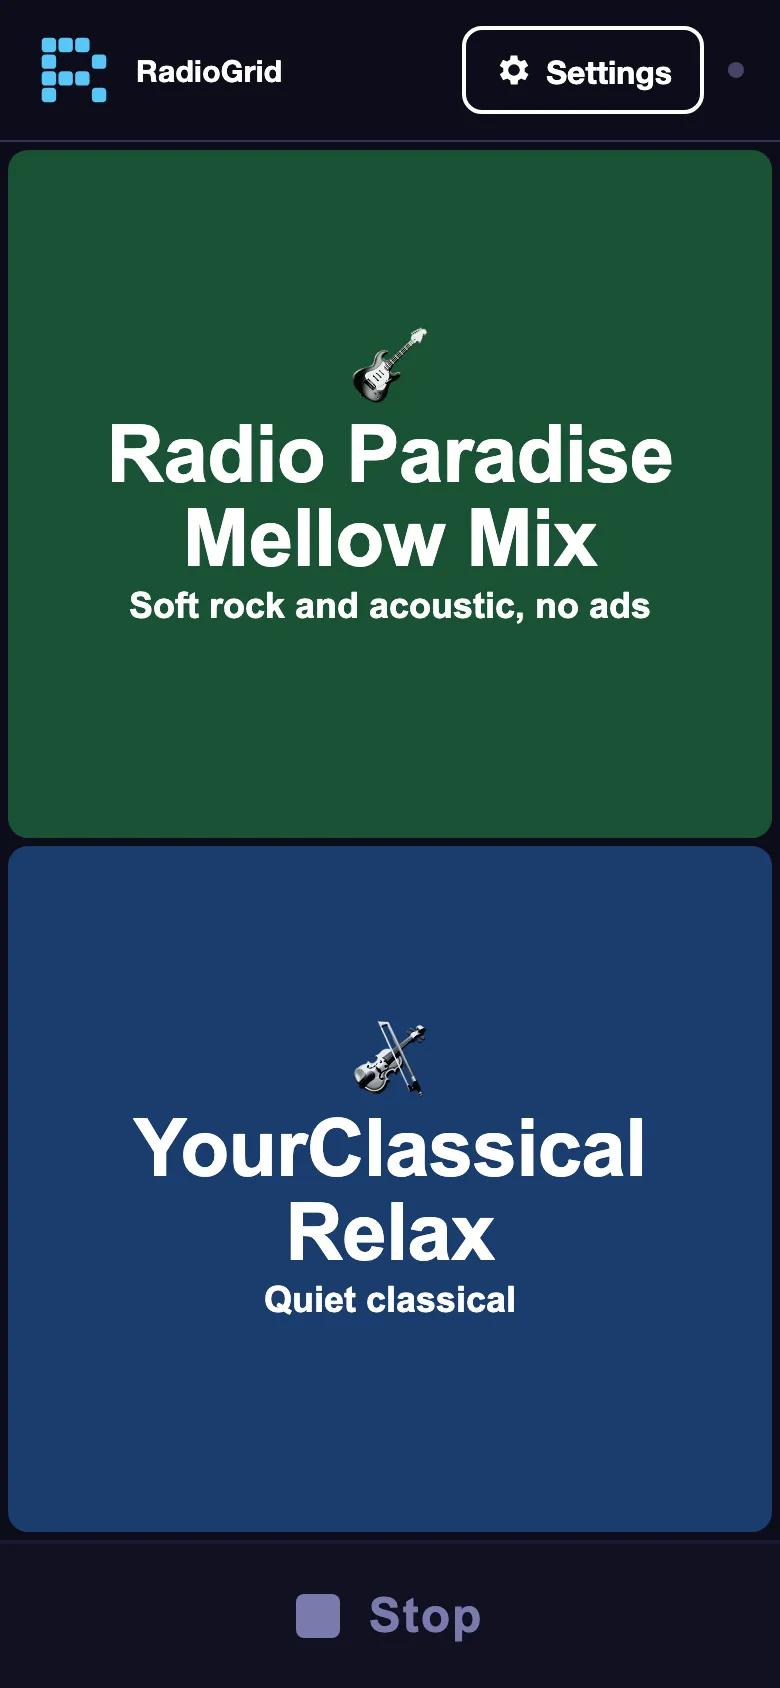 RadioGrid
Settings
Radio Paradise
Mellow Mix
Soft rock and acoustic, no ads
YourClassical
Relax
Quiet classical
Stop